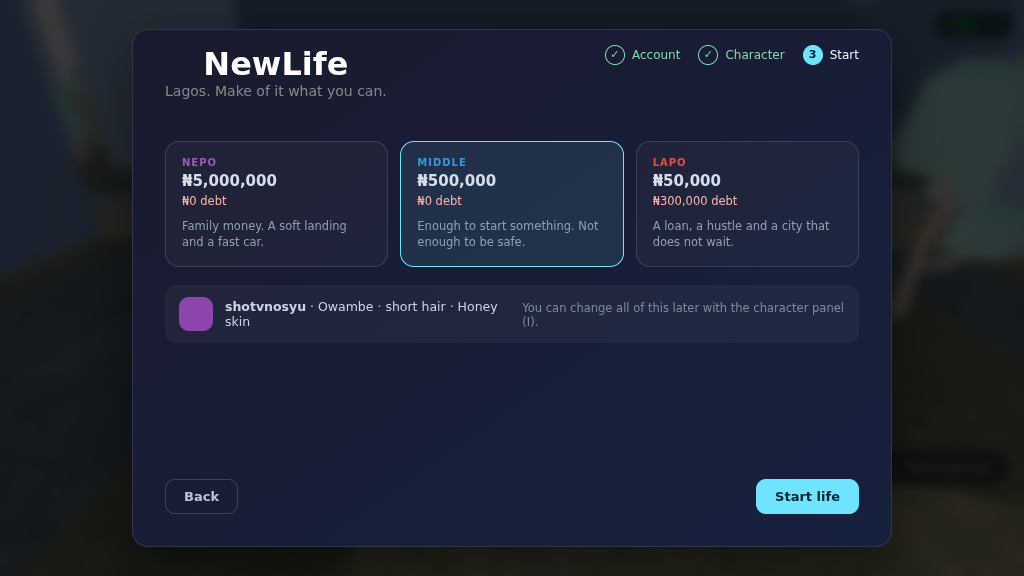 NewLife
Lagos. Make of it what you can.
✓ Account ✓ Character 3 Start
NEPO
₦5,000,000
₦0 debt
Family money. A soft landing
and a fast car.
MIDDLE
₦500,000
₦0 debt
Enough to start something. Not
enough to be safe.
LAPO
₦50,000
₦300,000 debt
A loan, a hustle and a city that
does not wait.
shotvnosyu · Owambe · short hair · Honey
skin
You can change all of this later with the character panel
(I).
Back
Start life